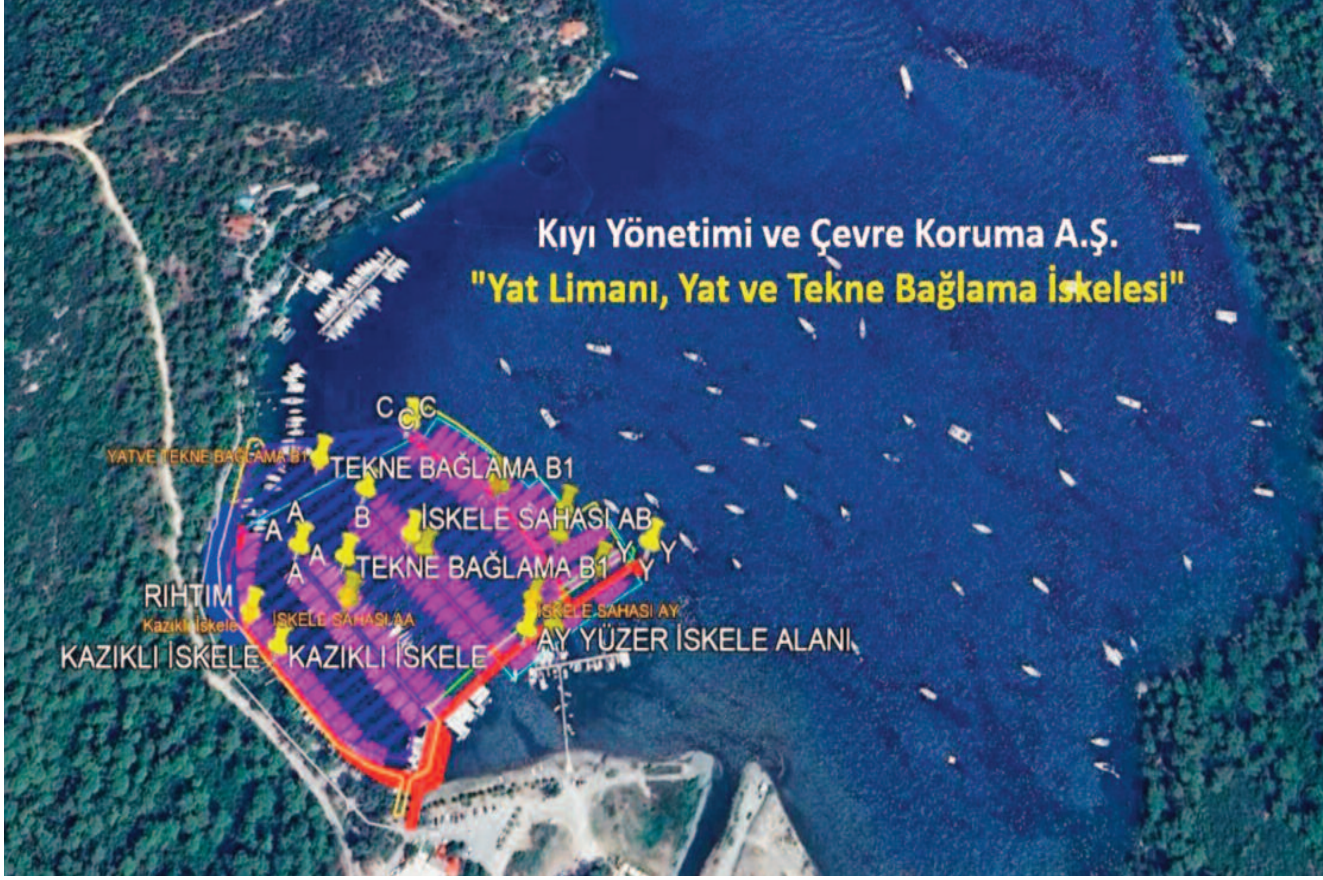 Kıyı Yönetimi ve Çevre Koruma A.Ş.
"Yat Limanı, Yat ve Tekne Bağlama İskelesi"
C C C
YATVE TEKNE BAĞLAMA B1
TEKNE BAĞLAMA B1
A
A
B
İSKELE SAHASI AB
A
A
TEKNE BAĞLAMA B1
Y
Y
Y
RIHTIM
Kazıklı İskele
İSKELE SAHASI AA
İSKELE SAHASI AY
KAZIKLI İSKELE
KAZIKLI İSKELE
AY YÜZER İSKELE ALANI